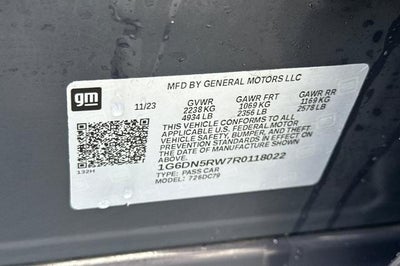 gm
MFD BY GENERAL MOTORS LLC
11/23 GVWR GAWR FRT GAWR RR
2238 KG 1069 KG 1169 KG
4934 LB 2356 LB 2578 LB
THIS VEHICLE CONFORMS TO ALL
APPLICABLE U.S. FEDERAL MOTOR
VEHICLE SAFETY, BUMPER, AND THEFT
PREVENTION STANDARDS IN EFFECT ON THE
DATE OF MANUFACTURE SHOWN
ABOVE.
1G6DN5RW7R0118022
TYPE: PASS CAR
MODEL: 726DC79
132H